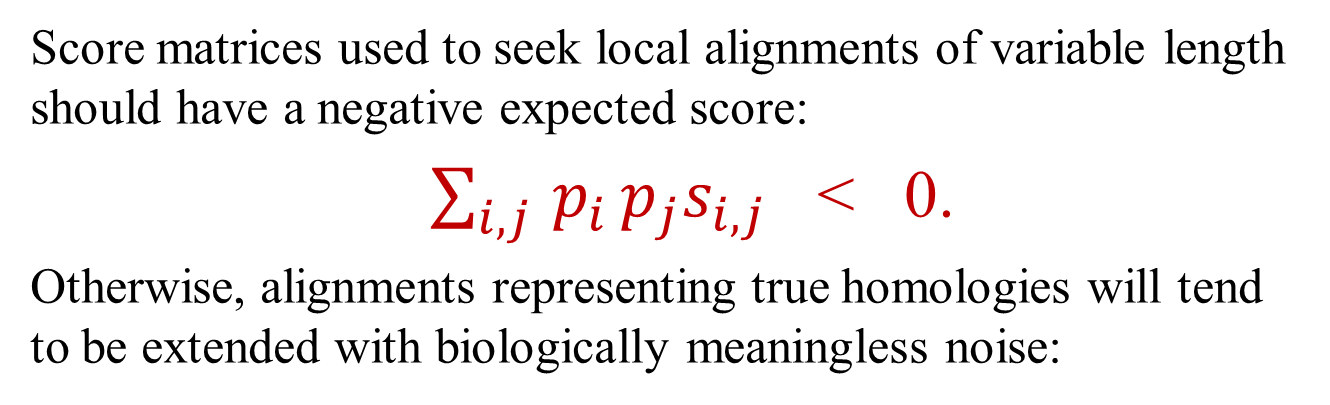 Score matrices used to seek local alignments of variable length
should have a negative expected score:
∑i,j pi pj si,j < 0.
Otherwise, alignments representing true homologies will tend
to be extended with biologically meaningless noise: